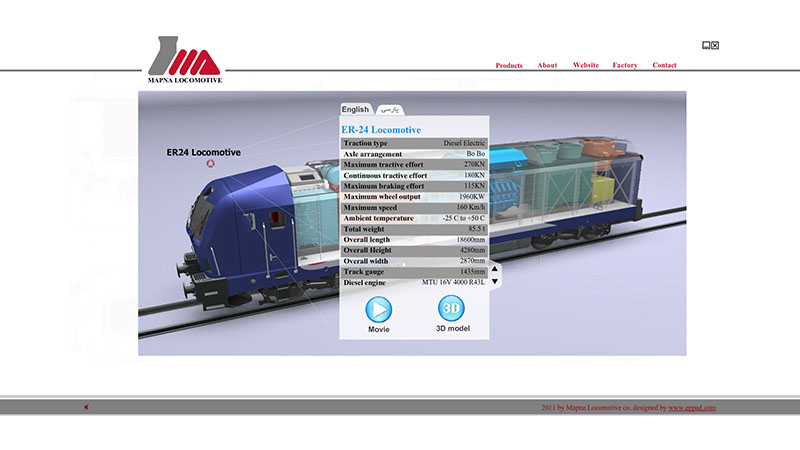 MAPNA LOCOMOTIVE
Products About Website Factory Contact
English پارسی
ER24 Locomotive
ER-24 Locomotive
Traction type Diesel Electric
Axle arrangement Bo Bo
Maximum tractive effort 270KN
Continuous tractive effort 180KN
Maximum braking effort 115KN
Maximum wheel output 1960KW
Maximum speed 160 Km/h
Ambient temperature -25 C to +50 C
Total weight 85.5 t
Overall length 18600mm
Overall Height 4280mm
Overall width 2870mm
Track gauge 1435mm
Diesel engine MTU 16V 4000 R43L
3D
Movie 3D model
2011 by Mapna Locomotive co. designed by www.eppad.com